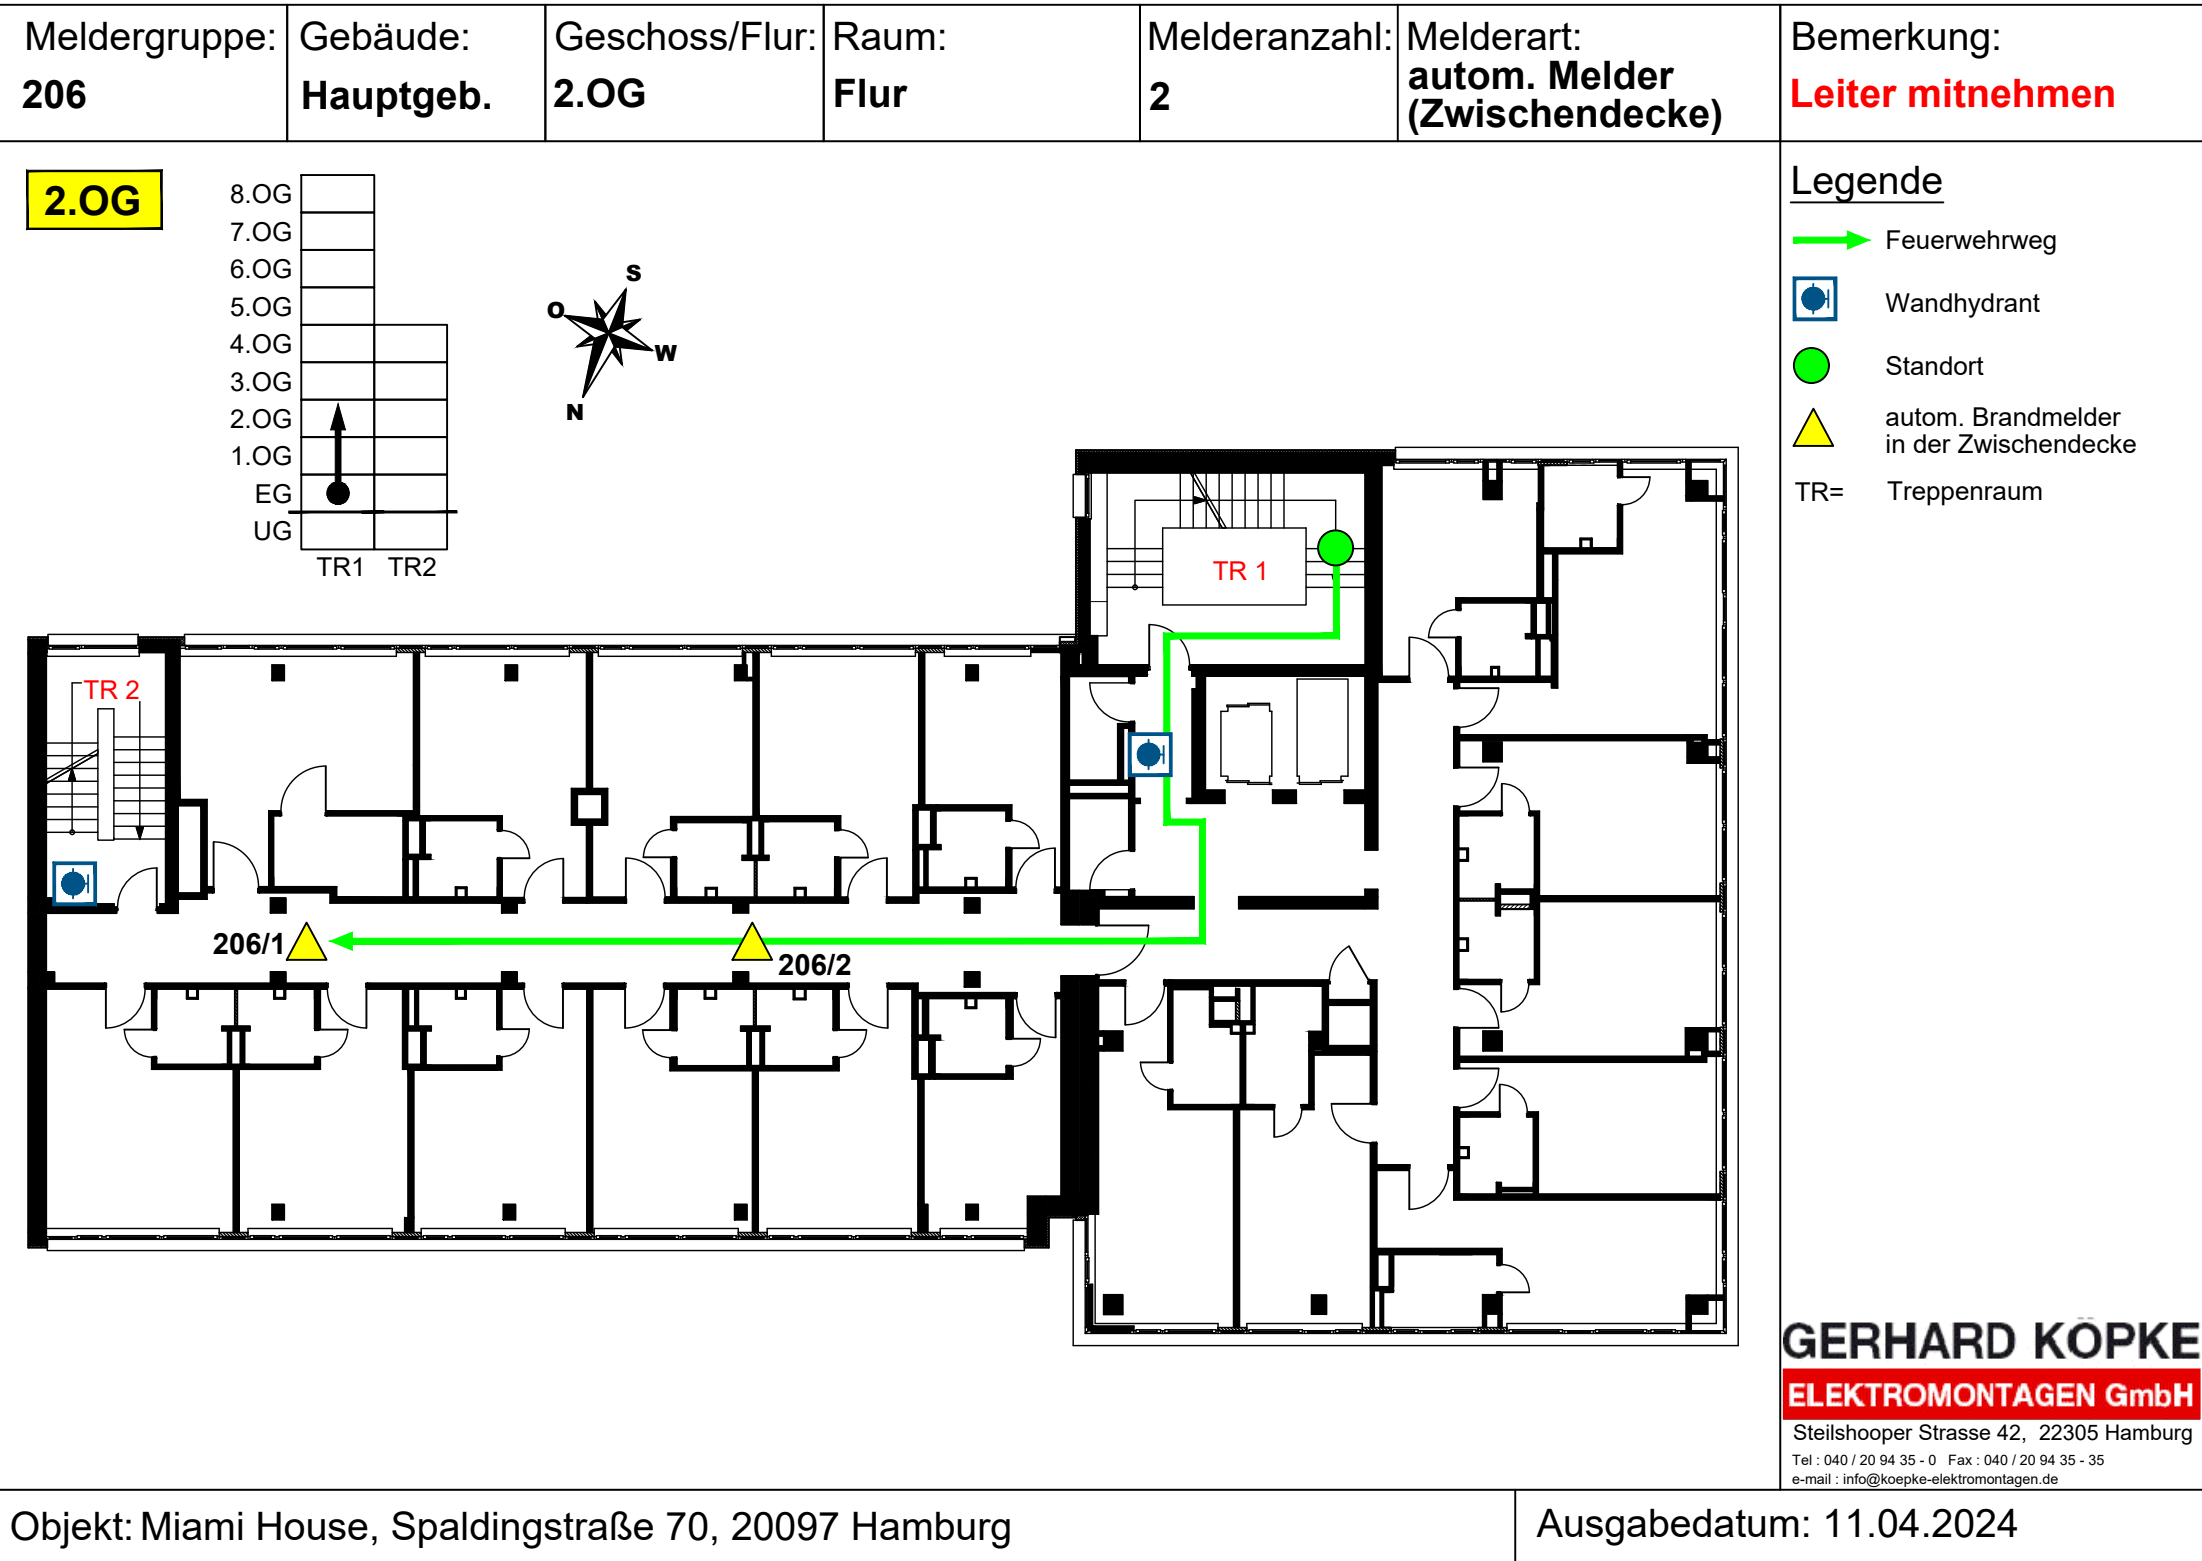 Meldergruppe:
206
Gebäude:
Hauptgeb.
Geschoss/Flur:
2.OG
Raum:
Flur
Melderanzahl:
2
Melderart:
autom. Melder
(Zwischendecke)
Bemerkung:
Leiter mitnehmen
2.OG
8.OG
7.OG
6.OG
5.OG
4.OG
3.OG
2.OG
1.OG
EG
UG
TR1 TR2
S
O
W
N
Legende
Feuerwehrweg
Wandhydrant
Standort
autom. Brandmelder
in der Zwischendecke
TR= Treppenraum
TR 1
TR 2
206/1
206/2
GERHARD KÖPKE
ELEKTROMONTAGEN GmbH
Steilshooper Strasse 42, 22305 Hamburg
Tel : 040 / 20 94 35 - 0 Fax : 040 / 20 94 35 - 35
e-mail : info@koepke-elektromontagen.de
Objekt: Miami House, Spaldingstraße 70, 20097 Hamburg
Ausgabedatum: 11.04.2024